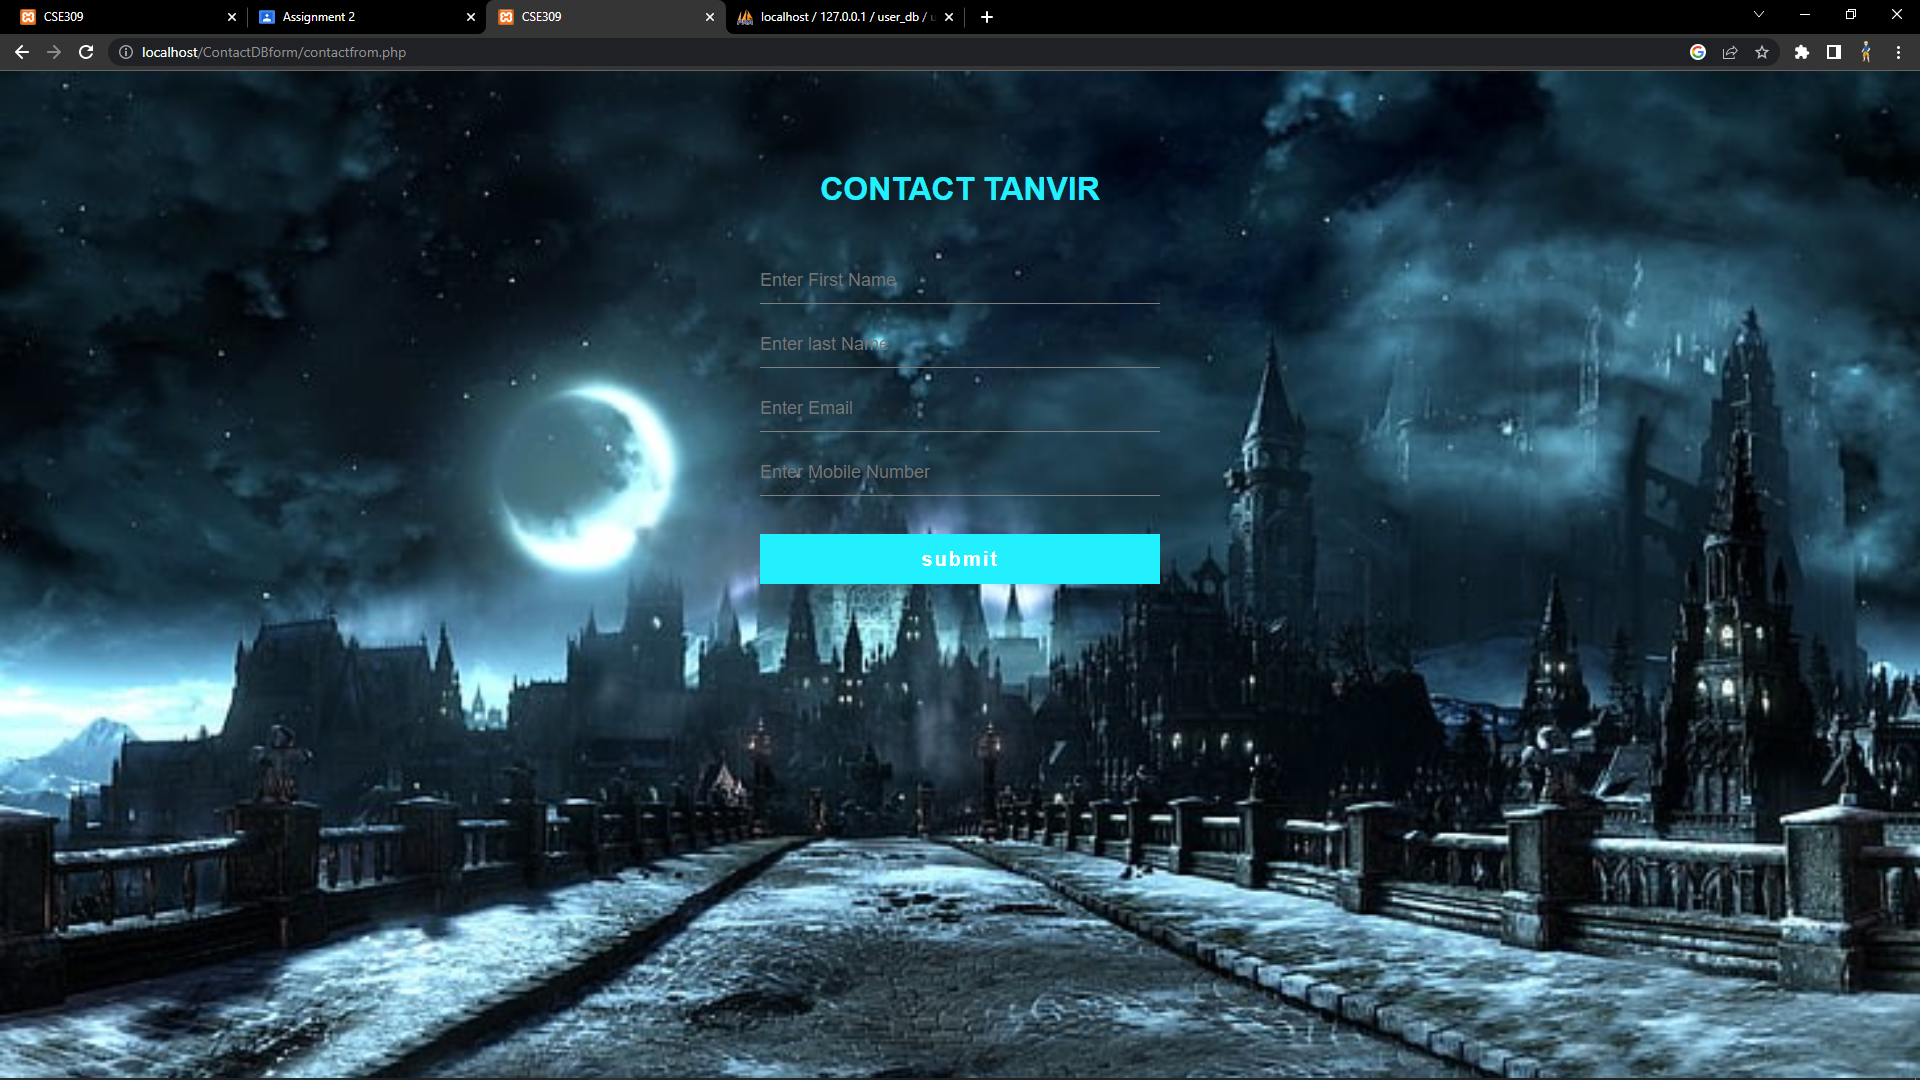 CSE309
Assignment 2
CSE309
localhost / 127.0.0.1 / user_db /
localhost/ContactDBform/contactfrom.php
CONTACT TANVIR
Enter First Name
Enter last Name
Enter Email
Enter Mobile Number
submit